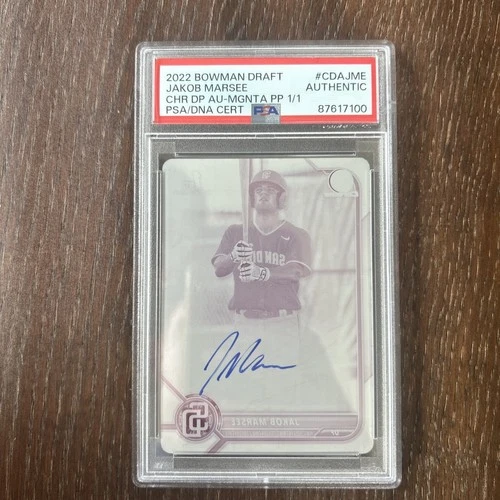 2022 BOWMAN DRAFT #CDAJME
JAKOB MARSEE AUTHENTIC
CHR DP AU-MGNTA PP 1/1
PSA/DNA CERT PSA 87617100
SAN DI
JAKOB MARSEE